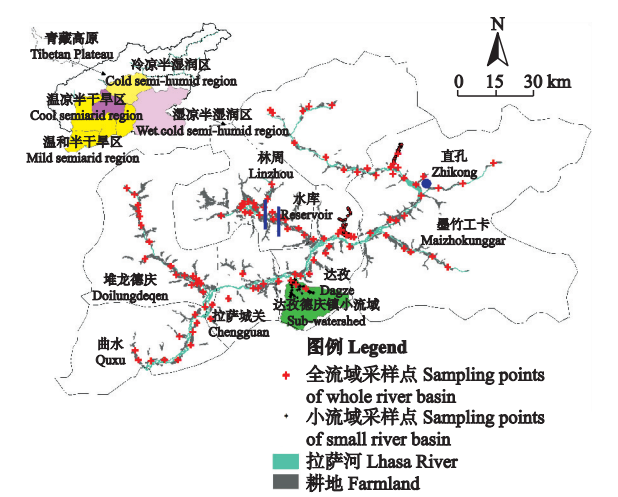 青藏高原
Tibetan Plateau
冷凉半湿润区
Cold semi-humid region
温凉半干旱区
Cool semiarid region
湿凉半湿润区
Wet cold semi-humid region
温和半干旱区
Mild semiarid region
N
0 15 30 km
林周
Linzhou
直孔
Zhikong
水库
Reservoir
墨竹工卡
Maizhokunggar
堆龙德庆
Doilungdeqen
达孜
Dagze
达孜德庆镇小流域
Sub-watershed
拉萨城关
Chengguan
曲水
Quxu
图例 Legend
全流域采样点 Sampling points
of whole river basin
小流域采样点 Sampling points
of small river basin
拉萨河 Lhasa River
耕地 Farmland